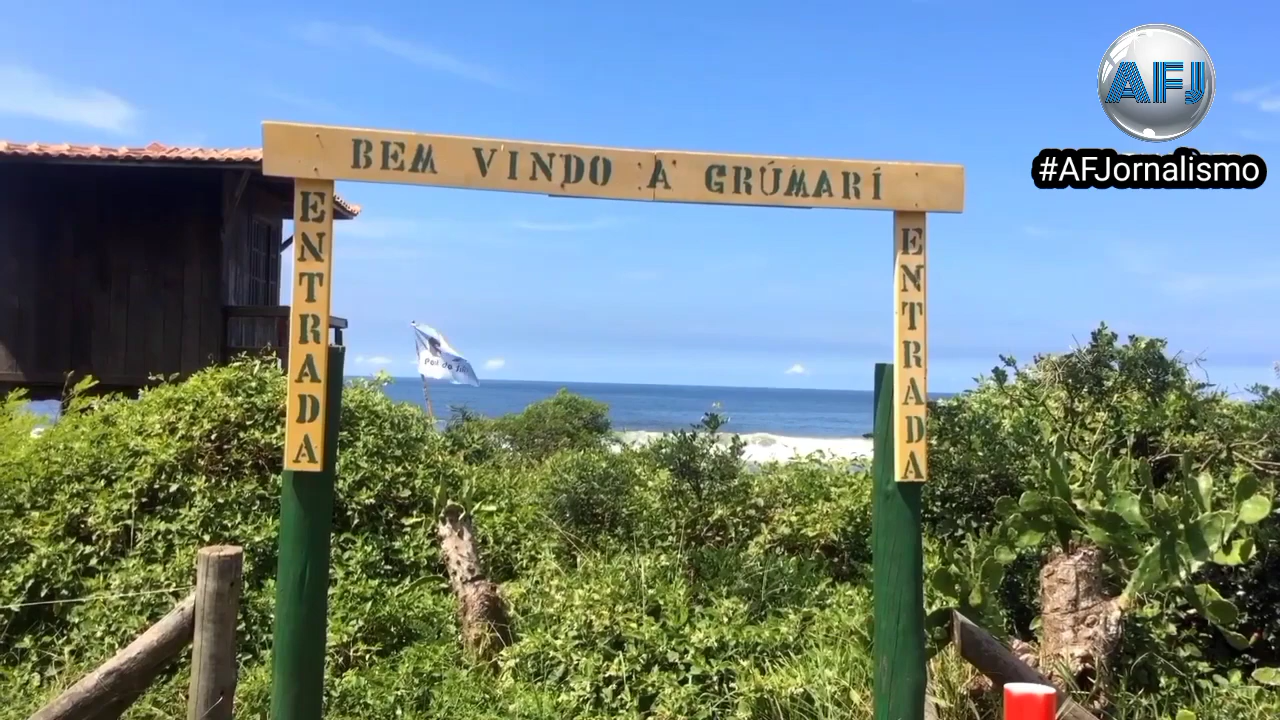 AFJ
#AFJornalismo
BEM VINDO A GRÚMARÍ
ENTRADA
ENTRADA